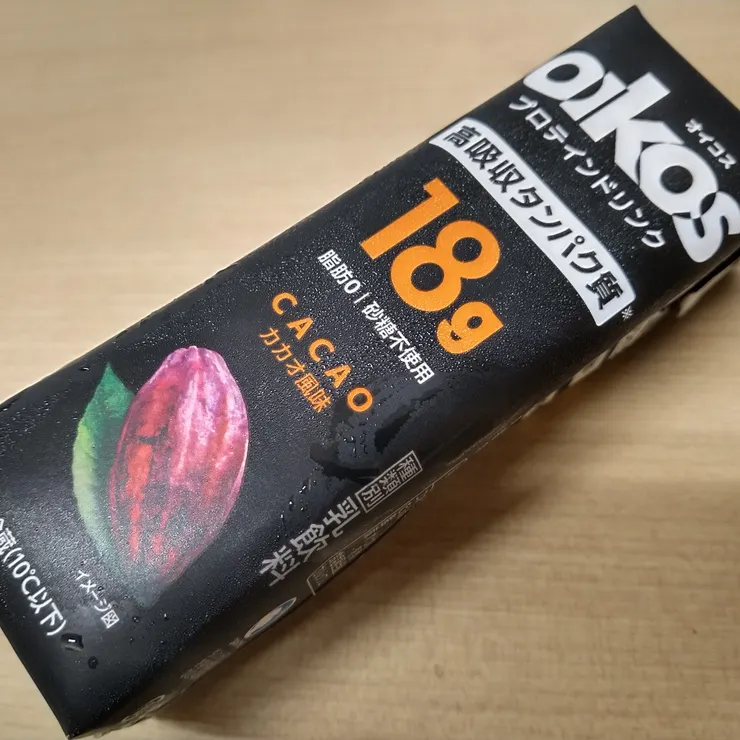 oikos
オイコス
プロテインドリンク
高吸収タンパク質※
18g
脂肪0 | 砂糖不使用
CACAO
カカオ風味
種類別
乳飲料
イメージ図
蔵(10℃以下)